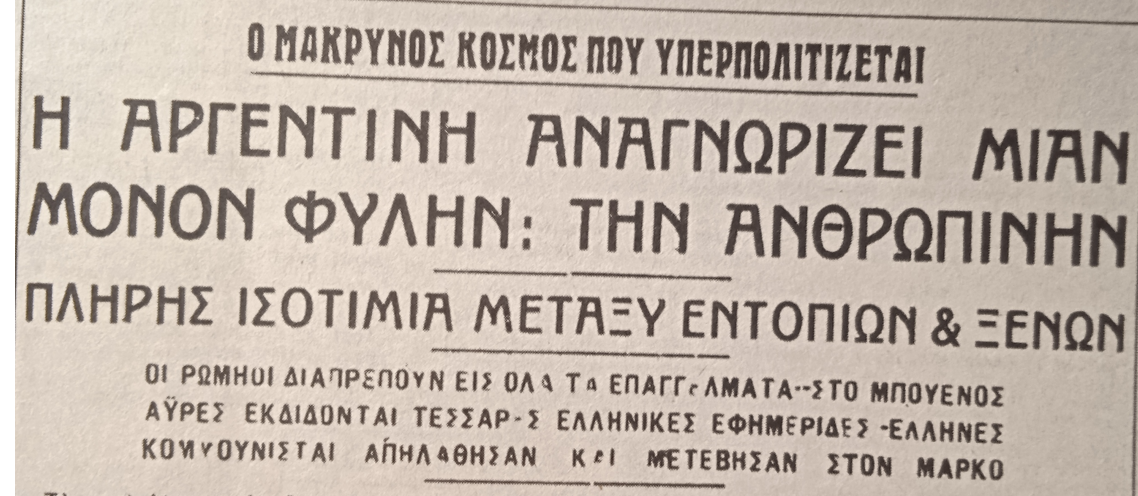 Ο ΜΑΚΡΥΝΟΣ ΚΟΣΜΟΣ ΠΟΥ ΥΠΕΡΠΟΛΙΤΙΖΕΤΑΙ
Η ΑΡΓΕΝΤΙΝΗ ΑΝΑΓΝΩΡΙΖΕΙ ΜΙΑΝ
ΜΟΝΟΝ ΦΥΛΗΝ: ΤΗΝ ΑΝΘΡΩΠΙΝΗΝ
ΠΛΗΡΗΣ ΙΣΟΤΙΜΙΑ ΜΕΤΑΞΥ ΕΝΤΟΠΙΩΝ & ΞΕΝΩΝ
ΟΙ ΡΩΜΗΟΙ ΔΙΑΠΡΕΠΟΥΝ ΕΙΣ ΟΛΑ ΤΑ ΕΠΑΓΓΕΛΜΑΤΑ--ΣΤΟ ΜΠΟΥΕΝΟΣ
ΑΫΡΕΣ ΕΚΔΙΔΟΝΤΑΙ ΤΕΣΣΑΡ-Σ ΕΛΛΗΝΙΚΕΣ ΕΦΗΜΕΡΙΔΕΣ -ΕΛΛΗΝΕΣ
ΚΟΜΜΟΥΝΙΣΤΑΙ ΑΠΗΛΑΘΗΣΑΝ ΚΑΙ ΜΕΤΕΒΗΣΑΝ ΣΤΟΝ ΜΑΡΚΟ